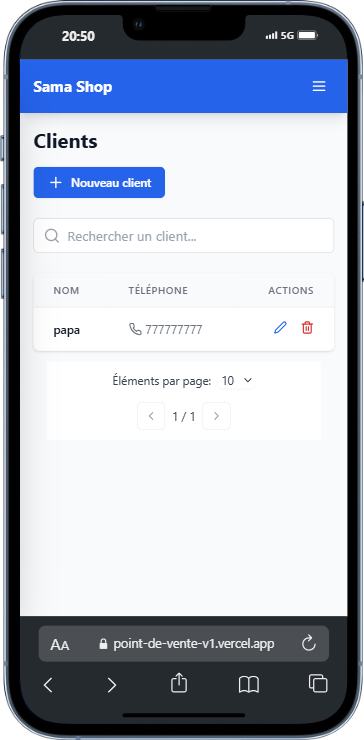 20:50 5G
Sama Shop
Clients
Nouveau client
Rechercher un client...
NOM TÉLÉPHONE ACTIONS
papa 777777777
Éléments par page: 10
1 / 1
AA point-de-vente-v1.vercel.app